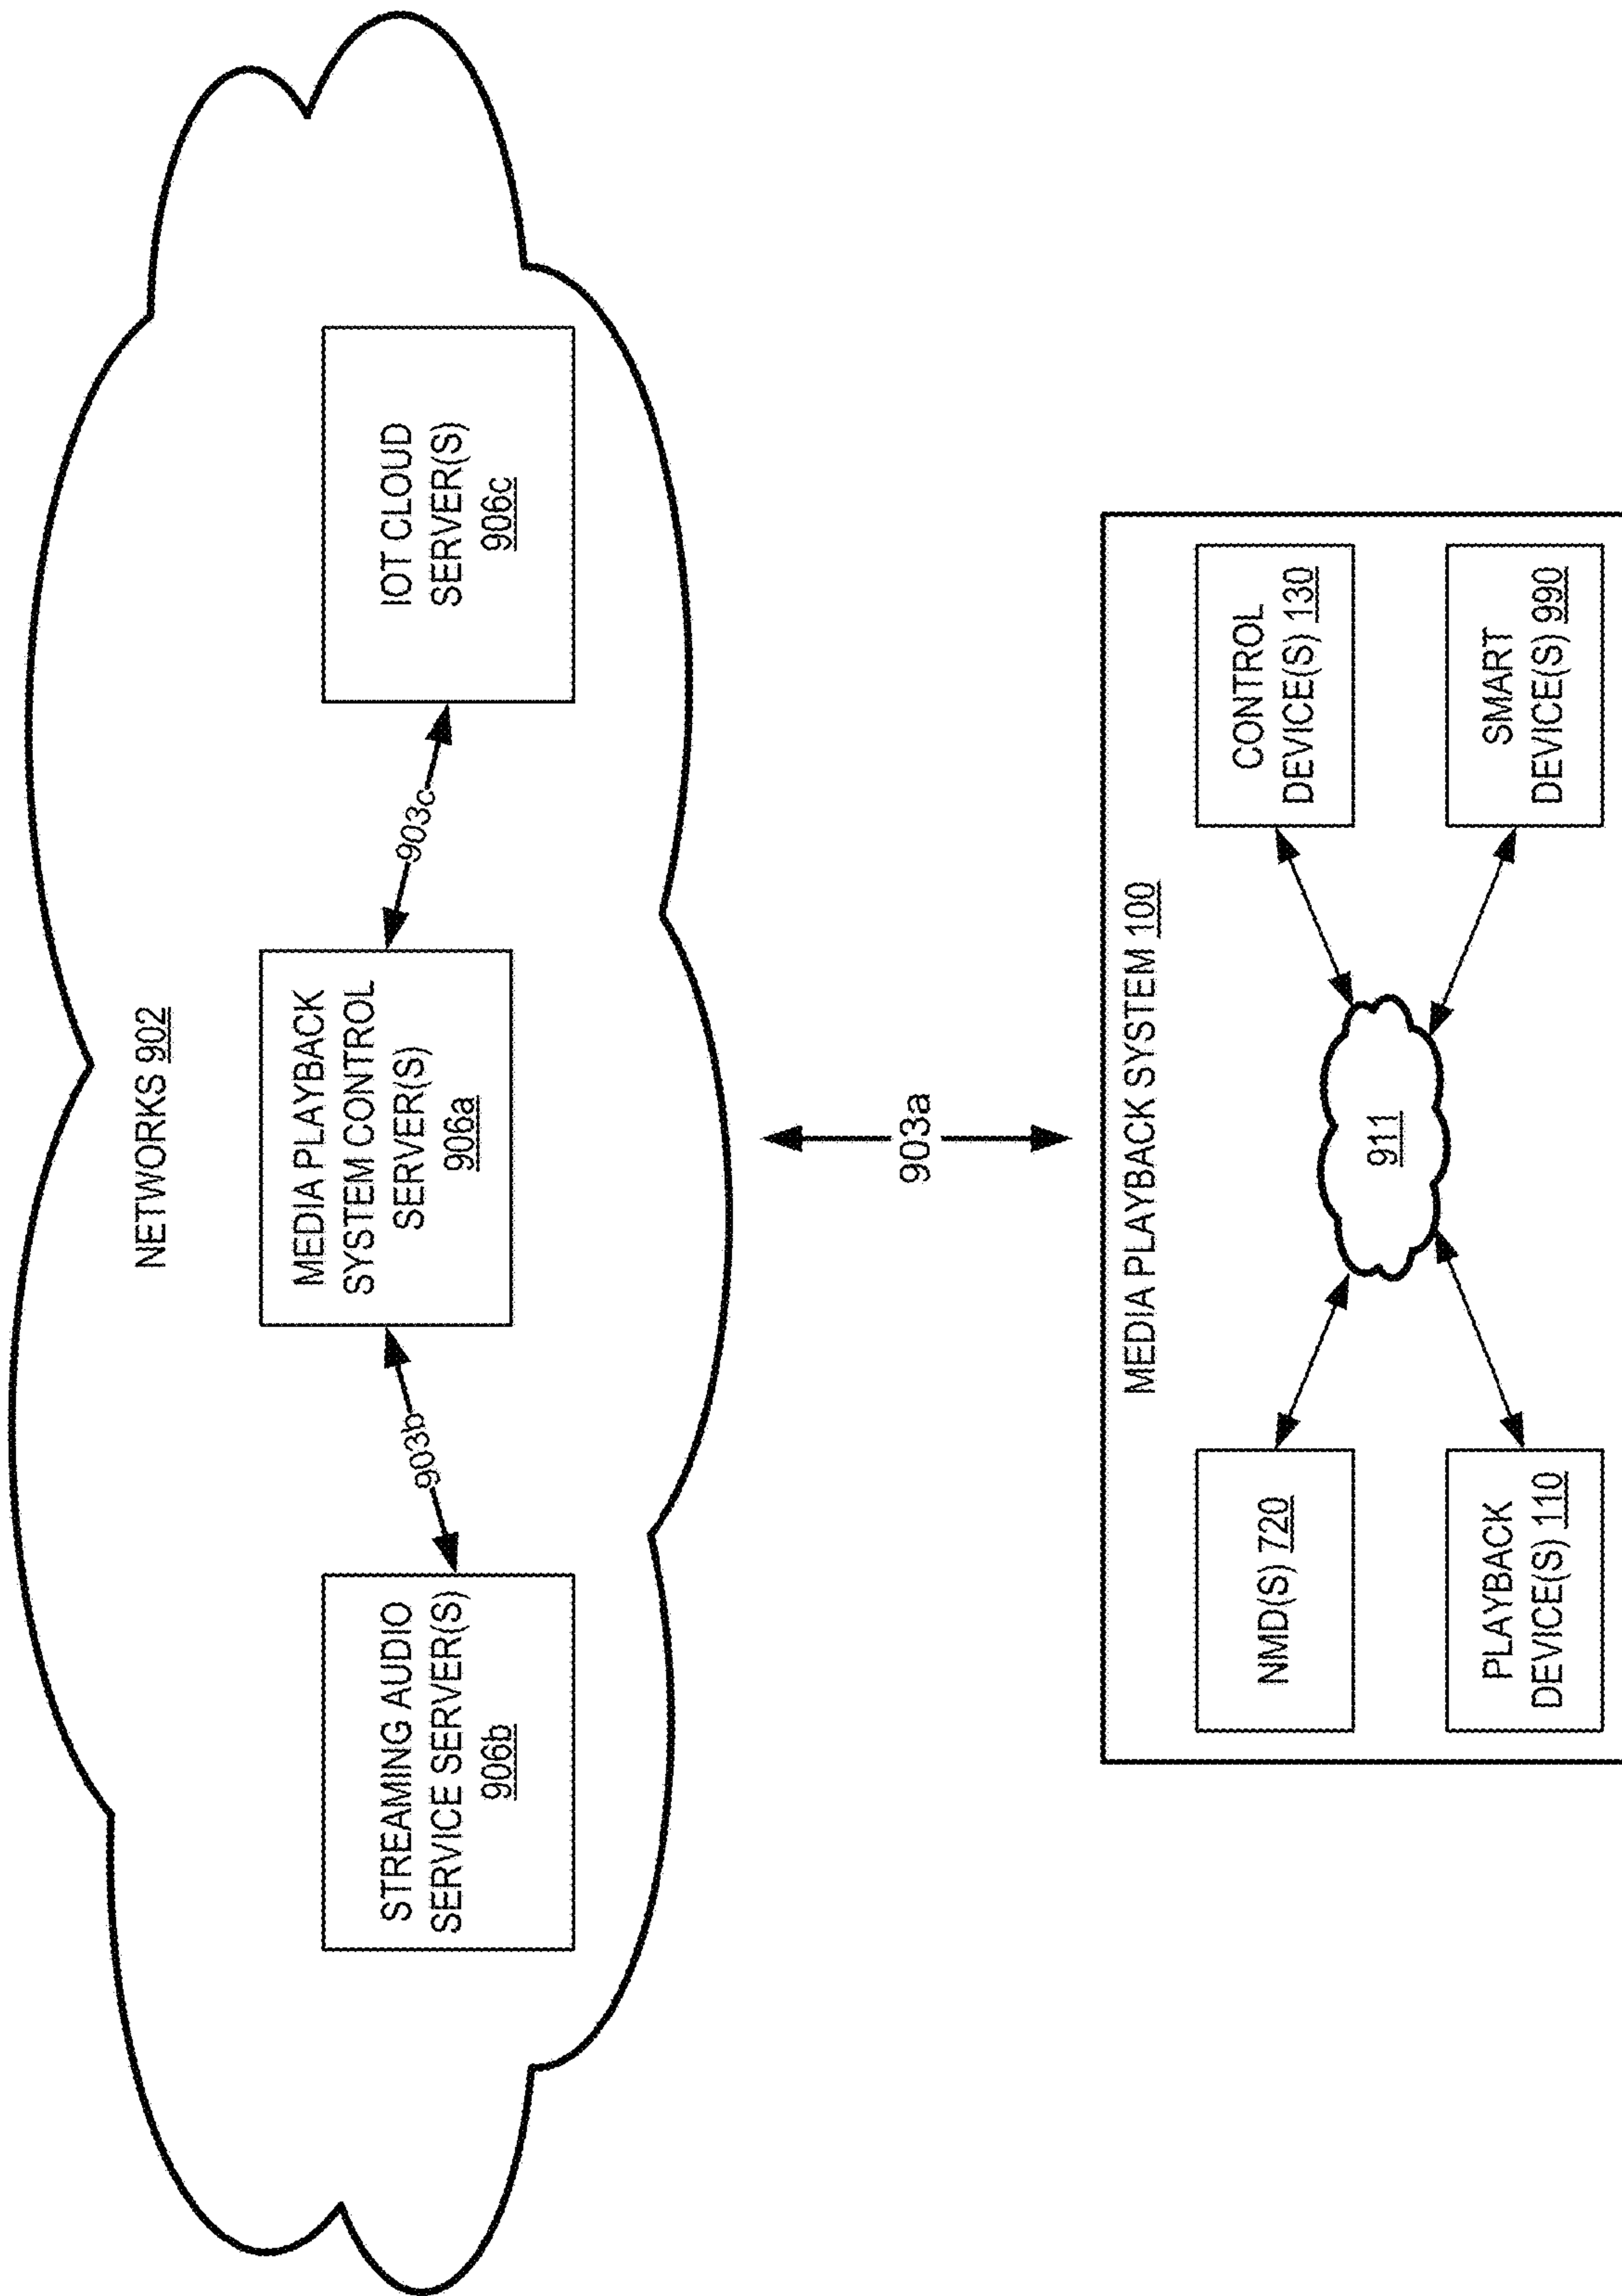 NETWORKS 902
MEDIA PLAYBACK
SYSTEM CONTROL
SERVER(S)
906a
STREAMING AUDIO
SERVICE SERVER(S)
906b
903b
903c
IOT CLOUD
SERVER(S)
906c
903a
MEDIA PLAYBACK SYSTEM 100
NMD(S) 720
CONTROL
DEVICE(S) 130
911
PLAYBACK
DEVICE(S) 110
SMART
DEVICE(S) 990